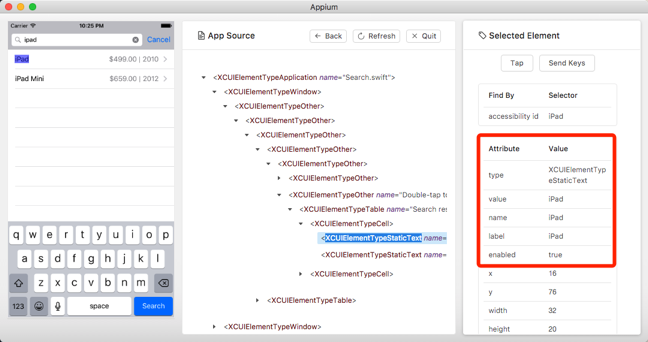 Appium
Carrier 10:25 PM
ipad Cancel
iPad $499.00 | 2010
iPad Mini $659.00 | 2012
q w e r t y u i o p
a s d f g h j k l
z x c v b n m
123 space Search
App Source
Back Refresh Quit
<XCUIElementTypeApplication name="Search.swift">
<XCUIElementTypeWindow>
<XCUIElementTypeOther>
<XCUIElementTypeOther>
<XCUIElementTypeOther>
<XCUIElementTypeOther>
<XCUIElementTypeOther>
<XCUIElementTypeOther>
<XCUIElementTypeOther name="Double-tap to
<XCUIElementTypeTable name="Search res
<XCUIElementTypeCell>
<XCUIElementTypeStaticText name=
<XCUIElementTypeStaticText name=
<XCUIElementTypeCell>
<XCUIElementTypeTable>
<XCUIElementTypeWindow>
Selected Element
Tap Send Keys
Find By Selector
accessibility id iPad
Attribute Value
type XCUIElementTyp
eStaticText
value iPad
name iPad
label iPad
enabled true
x 16
y 76
width 32
height 20